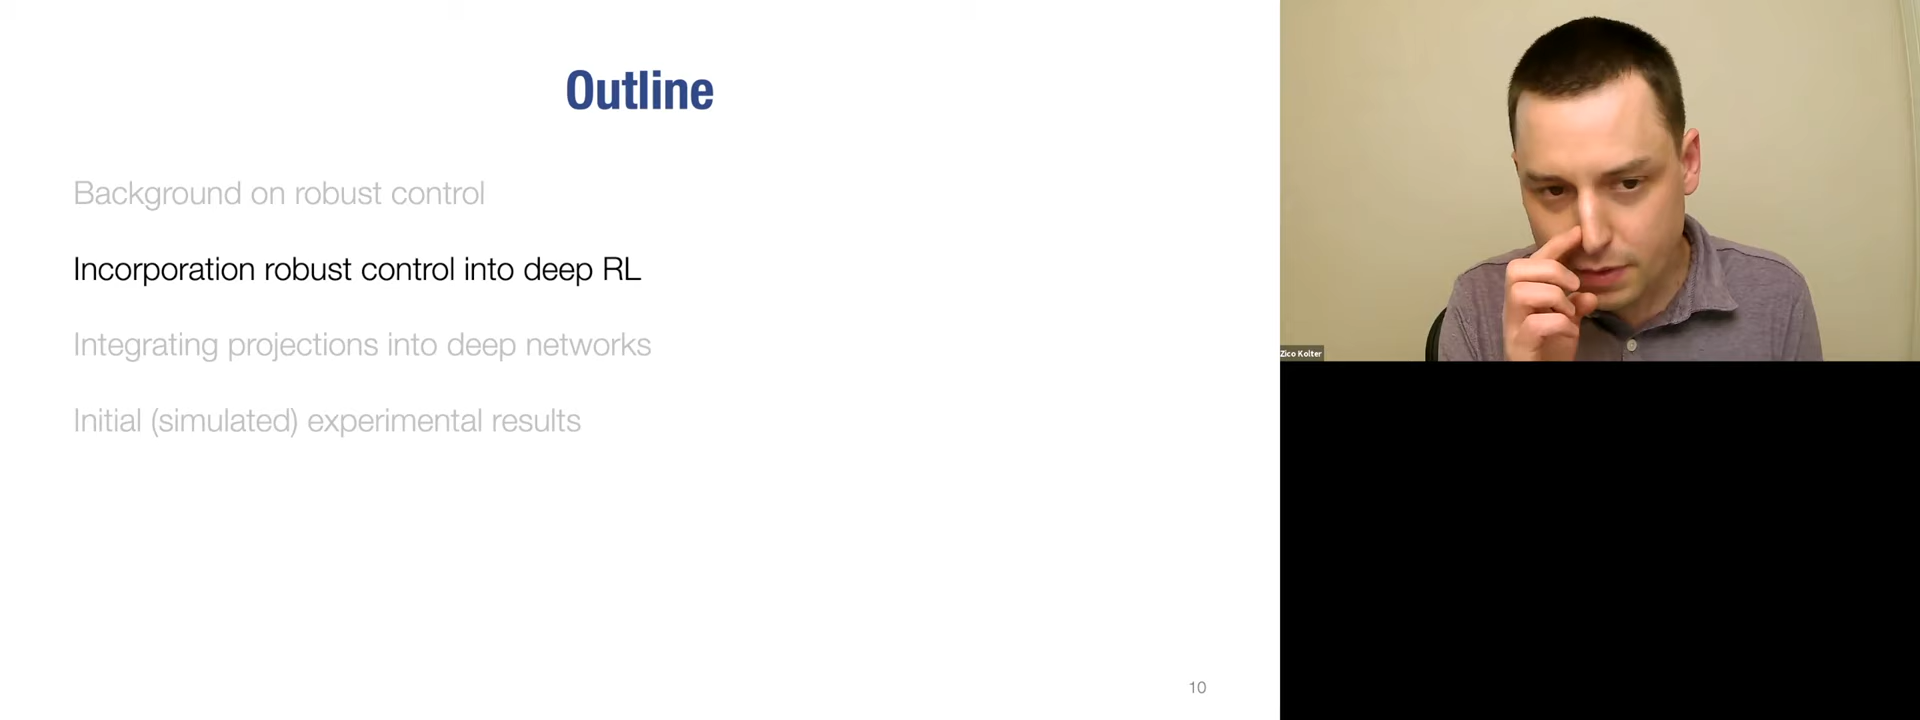 Outline
Background on robust control
Incorporation robust control into deep RL
Integrating projections into deep networks
Initial (simulated) experimental results
10
Zico Kolter